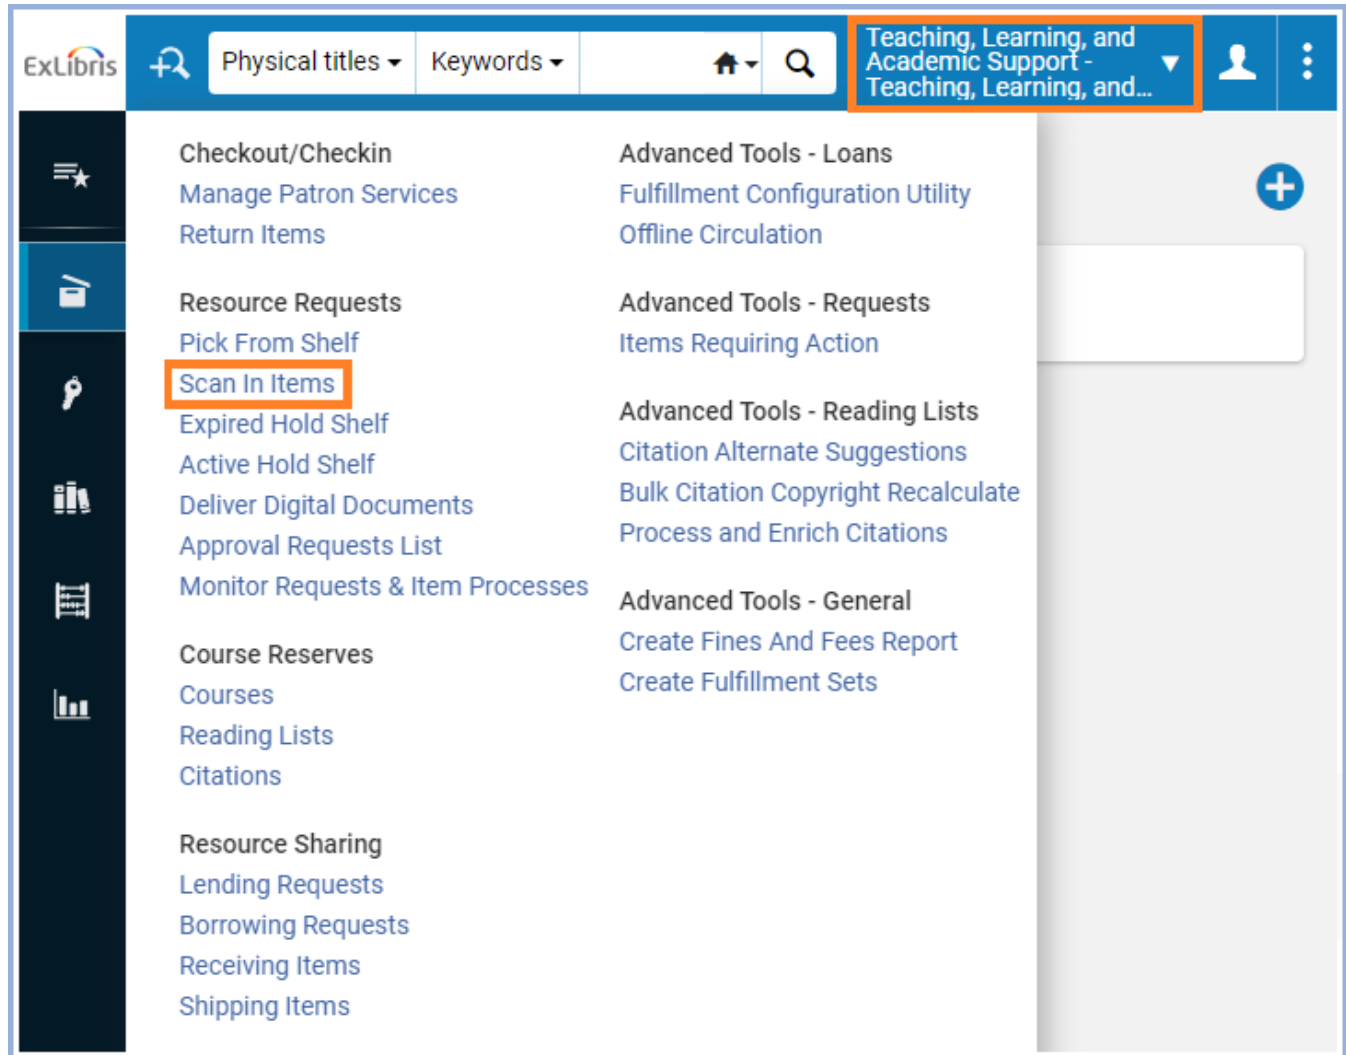 ExLibris
Physical titles
Keywords
Teaching, Learning, and
Academic Support -
Teaching, Learning, and...
Checkout/Checkin
Manage Patron Services
Return Items
Resource Requests
Pick From Shelf
Scan In Items
Expired Hold Shelf
Active Hold Shelf
Deliver Digital Documents
Approval Requests List
Monitor Requests & Item Processes
Course Reserves
Courses
Reading Lists
Citations
Resource Sharing
Lending Requests
Borrowing Requests
Receiving Items
Shipping Items
Advanced Tools - Loans
Fulfillment Configuration Utility
Offline Circulation
Advanced Tools - Requests
Items Requiring Action
Advanced Tools - Reading Lists
Citation Alternate Suggestions
Bulk Citation Copyright Recalculate
Process and Enrich Citations
Advanced Tools - General
Create Fines And Fees Report
Create Fulfillment Sets